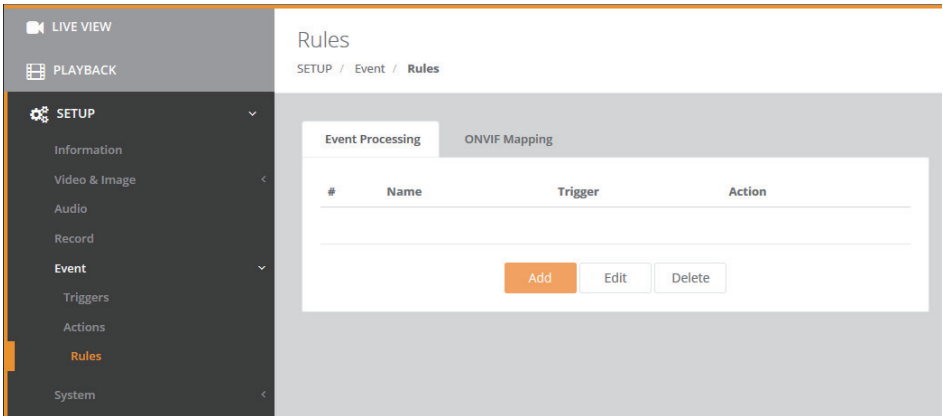 LIVE VIEW
PLAYBACK
SETUP
Information
Video & Image
Audio
Record
Event
Triggers
Actions
Rules
System
Rules
SETUP / Event / Rules
Event Processing ONVIF Mapping
# Name Trigger Action
Add Edit Delete